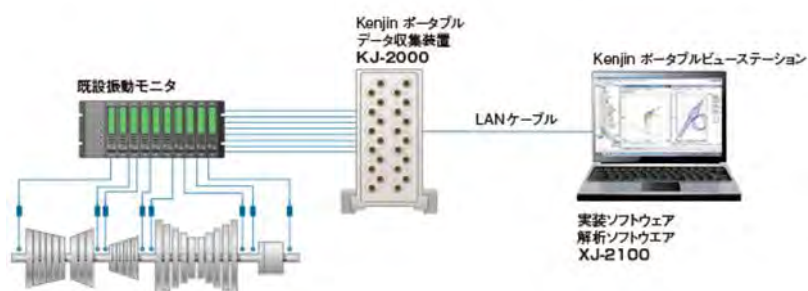 Kenjin ポータブル
データ収集装置
KJ-2000
Kenjin ポータブルビューステーション
既設振動モニタ
LANケーブル
実装ソフトウェア
解析ソフトウエア
XJ-2100